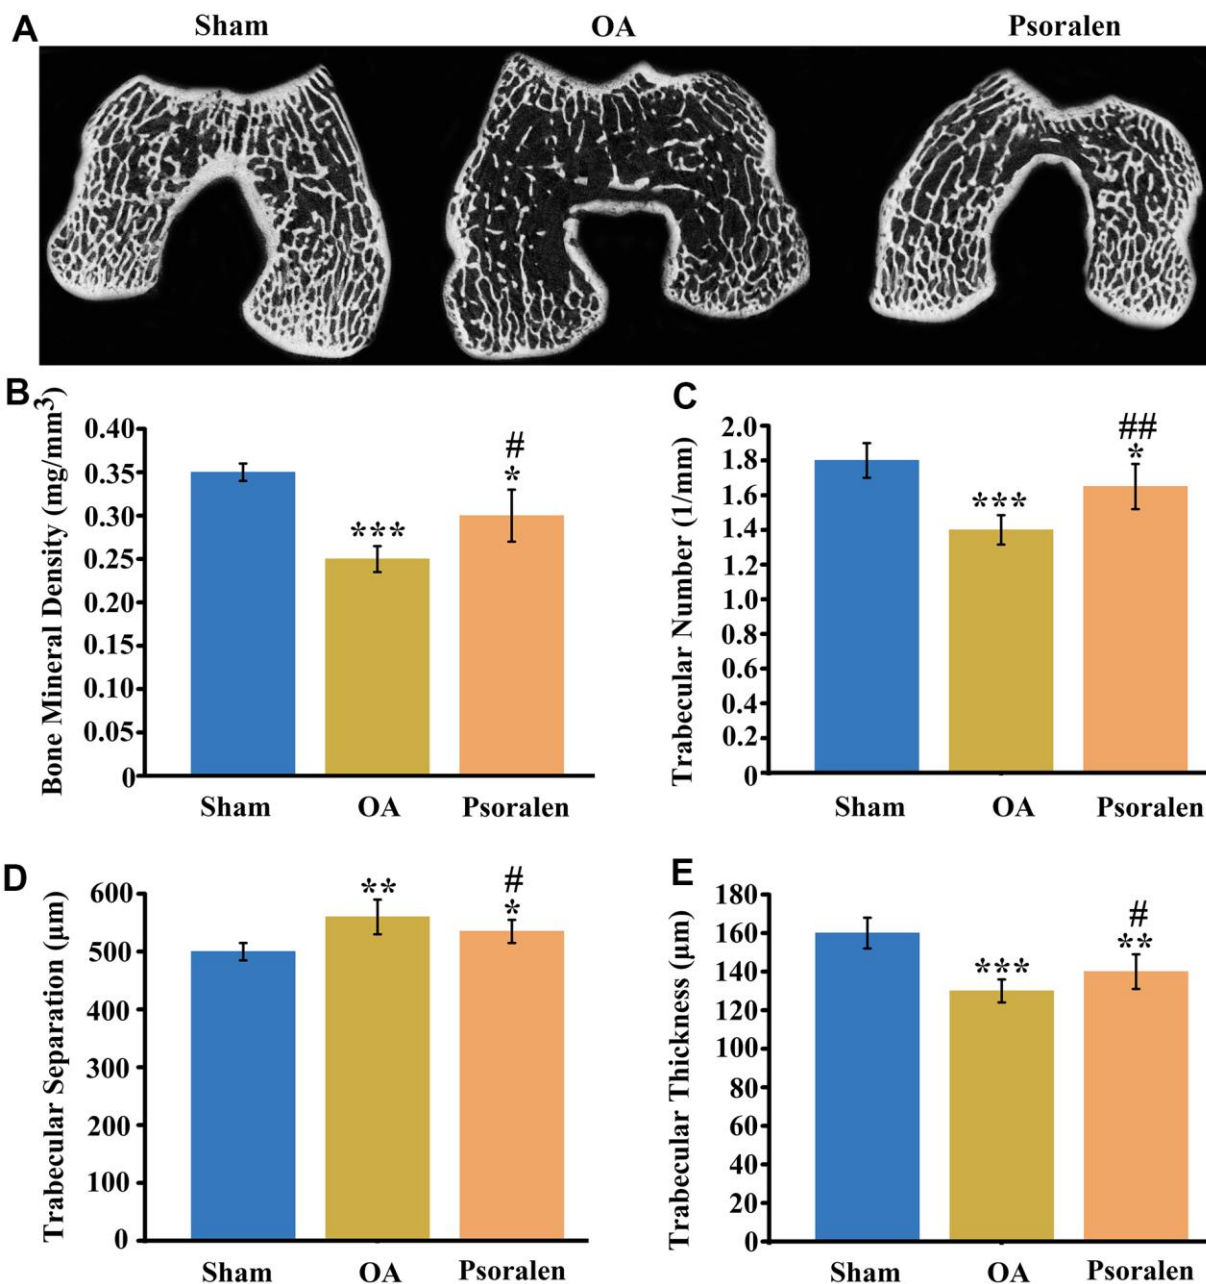 A
Sham
OA
Psoralen
B
Bone Mineral Density (mg/mm³)
0.40
0.35
0.30
0.25
0.20
0.15
0.10
0.05
0
***
#
*
Sham
OA
Psoralen
C
Trabecular Number (1/mm)
2.0
1.8
1.6
1.4
1.2
1.0
0.8
0.6
0.4
0.2
0
***
##
*
Sham
OA
Psoralen
D
Trabecular Separation (µm)
600
500
400
300
200
100
0
**
#
*
Sham
OA
Psoralen
E
Trabecular Thickness (µm)
180
160
140
120
100
80
60
40
20
0
***
#
**
Sham
OA
Psoralen